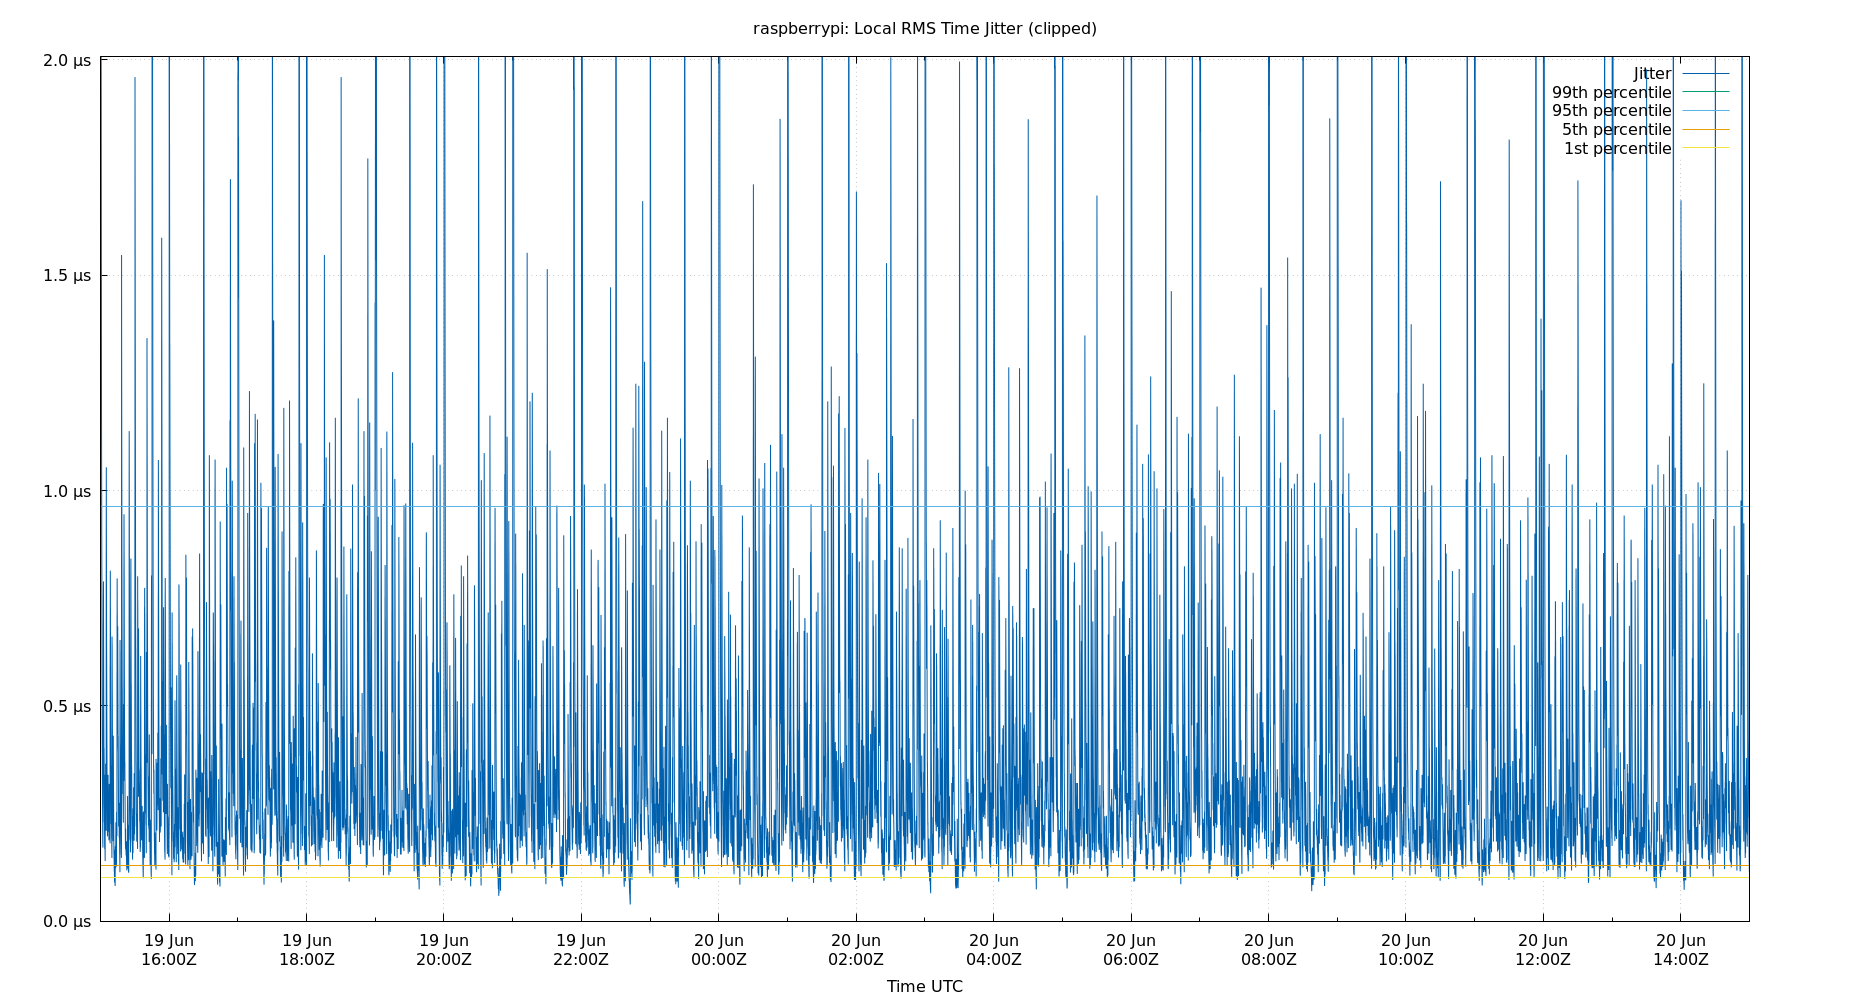 raspberrypi: Local RMS Time Jitter (clipped)
2.0 µs
1.5 µs
1.0 µs
0.5 µs
0.0 µs
Jitter
99th percentile
95th percentile
5th percentile
1st percentile
19 Jun 19 Jun 19 Jun 19 Jun 20 Jun 20 Jun 20 Jun 20 Jun 20 Jun 20 Jun 20 Jun 20 Jun
16:00Z 18:00Z 20:00Z 22:00Z 00:00Z 02:00Z 04:00Z 06:00Z 08:00Z 10:00Z 12:00Z 14:00Z
Time UTC